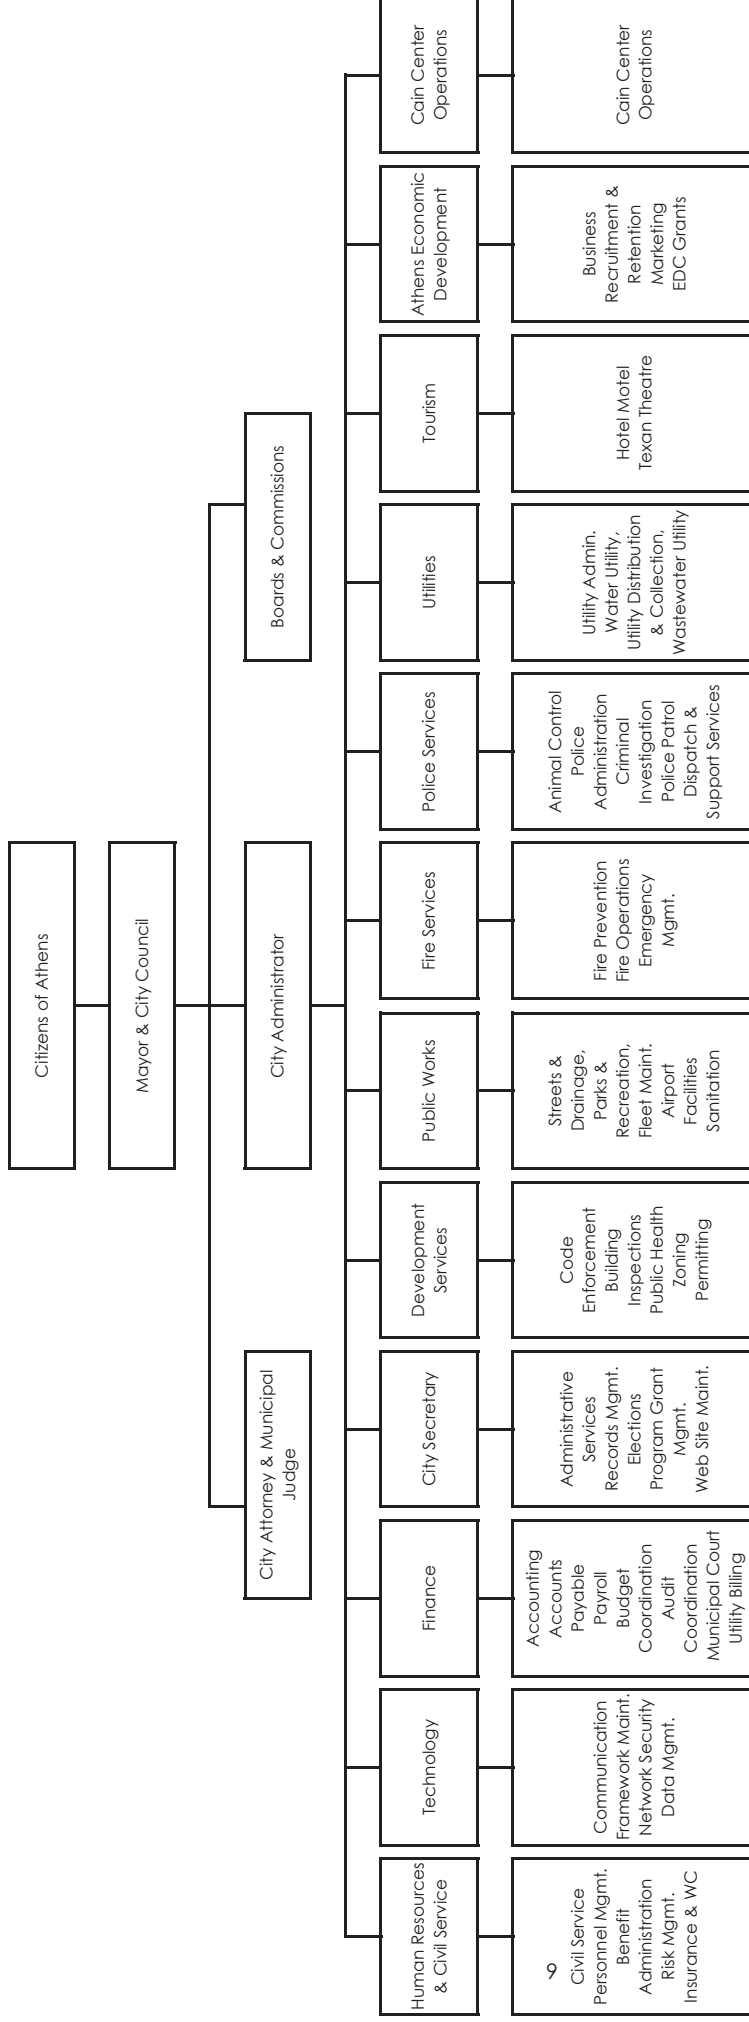 Citizens of Athens
Mayor & City Council
City Attorney & Municipal
Judge
City Administrator
Boards & Commissions
Human Resources
& Civil Service
Technology
Finance
City Secretary
Development
Services
Public Works
Fire Services
Police Services
Utilities
Tourism
Athens Economic
Development
Cain Center
Operations
9
Civil Service
Personnel Mgmt.
Benefit
Administration
Risk Mgmt.
Insurance & WC
Communication
Framework Maint.
Network Security
Data Mgmt.
Accounting
Accounts
Payable
Payroll
Budget
Coordination
Audit
Coordination
Municipal Court
Utility Billing
Administrative
Services
Records Mgmt.
Elections
Program Grant
Mgmt.
Web Site Maint.
Code
Enforcement
Building
Inspections
Public Health
Zoning
Permitting
Streets &
Drainage,
Parks &
Recreation,
Fleet Maint.
Airport
Facilities
Sanitation
Fire Prevention
Fire Operations
Emergency
Mgmt.
Animal Control
Police
Administration
Criminal
Investigation
Police Patrol
Dispatch &
Support Services
Utility Admin.
Water Utility,
Utility Distribution
& Collection,
Wastewater Utility
Hotel Motel
Texan Theatre
Business
Recruitment &
Retention
Marketing
EDC Grants
Cain Center
Operations